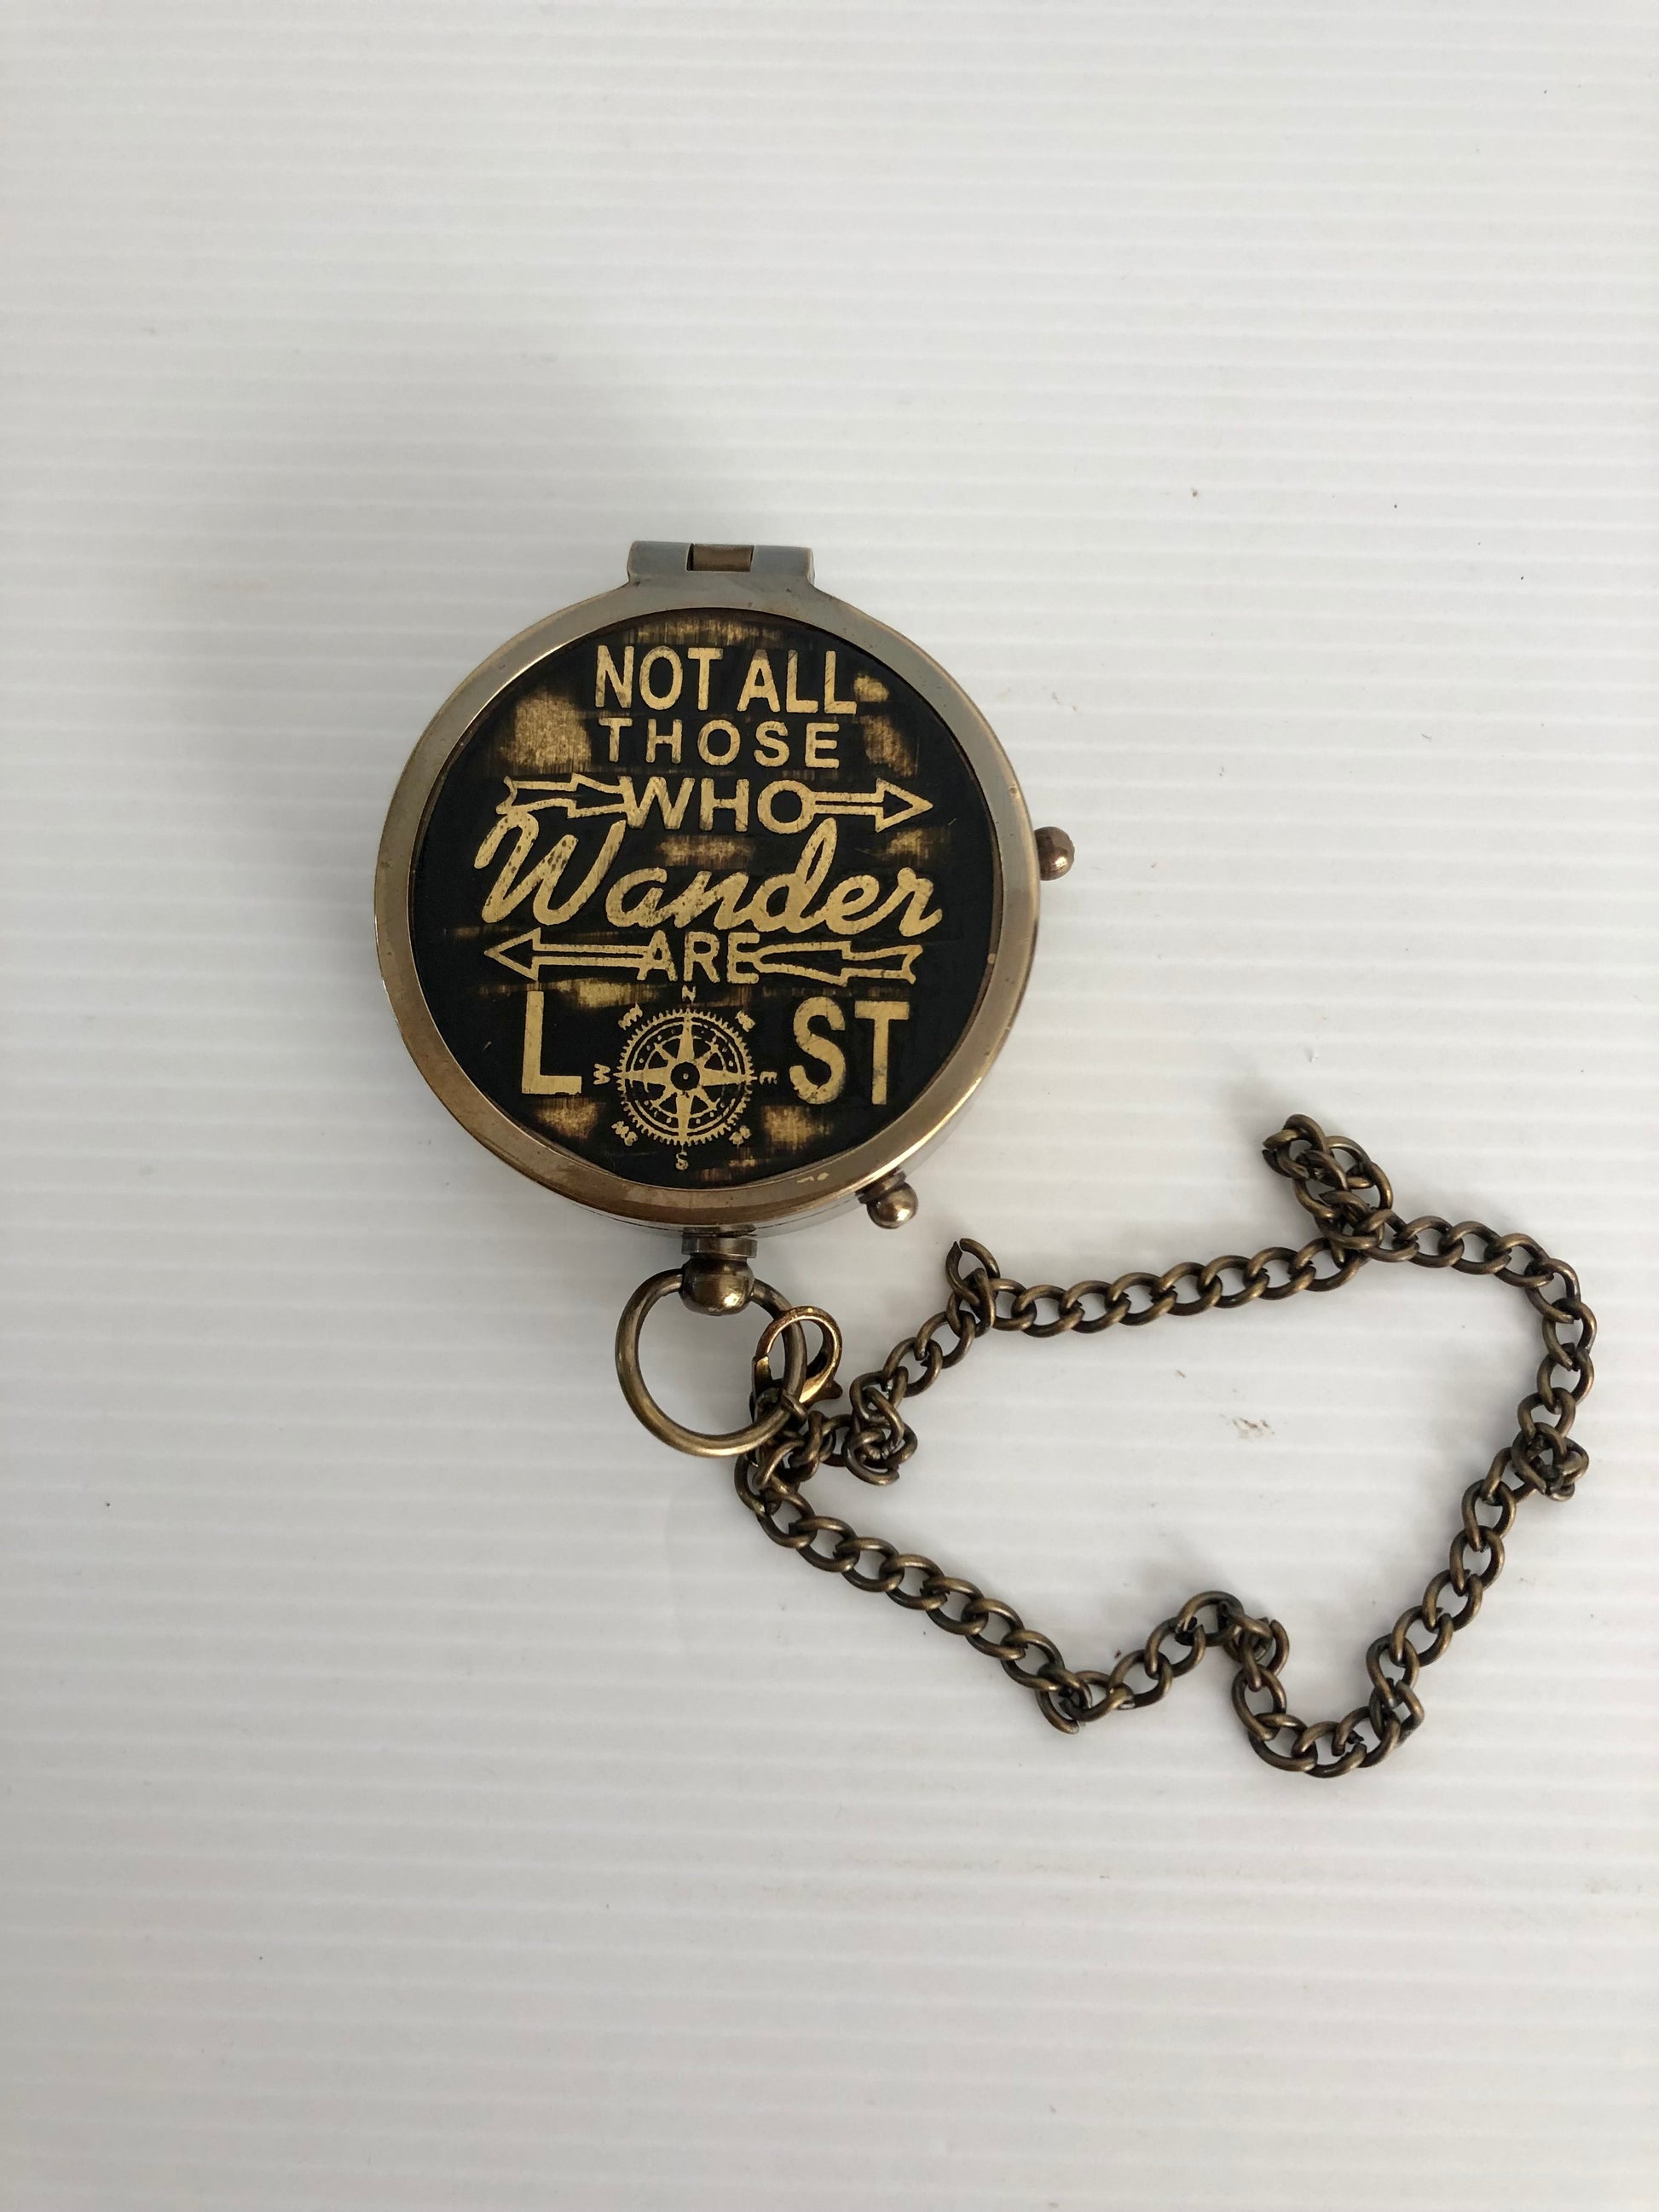 NOT ALL
THOSE
WHO
Wander
ARE
L ST
N
W E
S